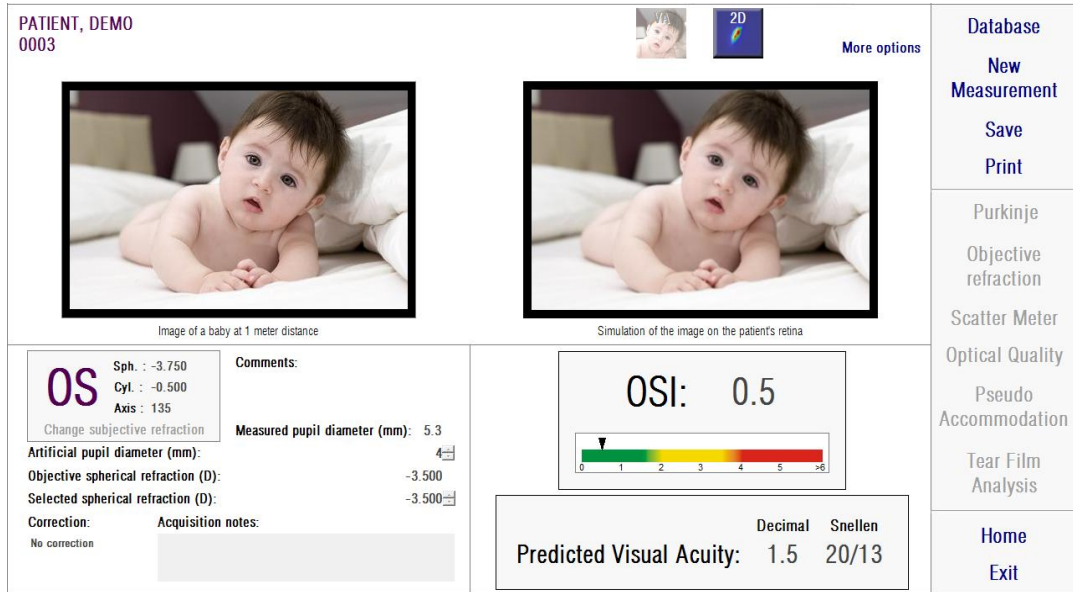 PATIENT, DEMO
0003
VA
2D
More options
Image of a baby at 1 meter distance
Simulation of the image on the patient's retina
OS
Sph. : -3.750
Cyl. : -0.500
Axis : 135
Change subjective refraction
Comments:
Measured pupil diameter (mm): 5.3
Artificial pupil diameter (mm): 4
Objective spherical refraction (D): -3.500
Selected spherical refraction (D): -3.500
Correction:
No correction
Acquisition notes:
OSI: 0.5
0 1 2 3 4 5 >6
Decimal Snellen
Predicted Visual Acuity: 1.5 20/13
Database
New
Measurement
Save
Print
Purkinje
Objective
refraction
Scatter Meter
Optical Quality
Pseudo
Accommodation
Tear Film
Analysis
Home
Exit